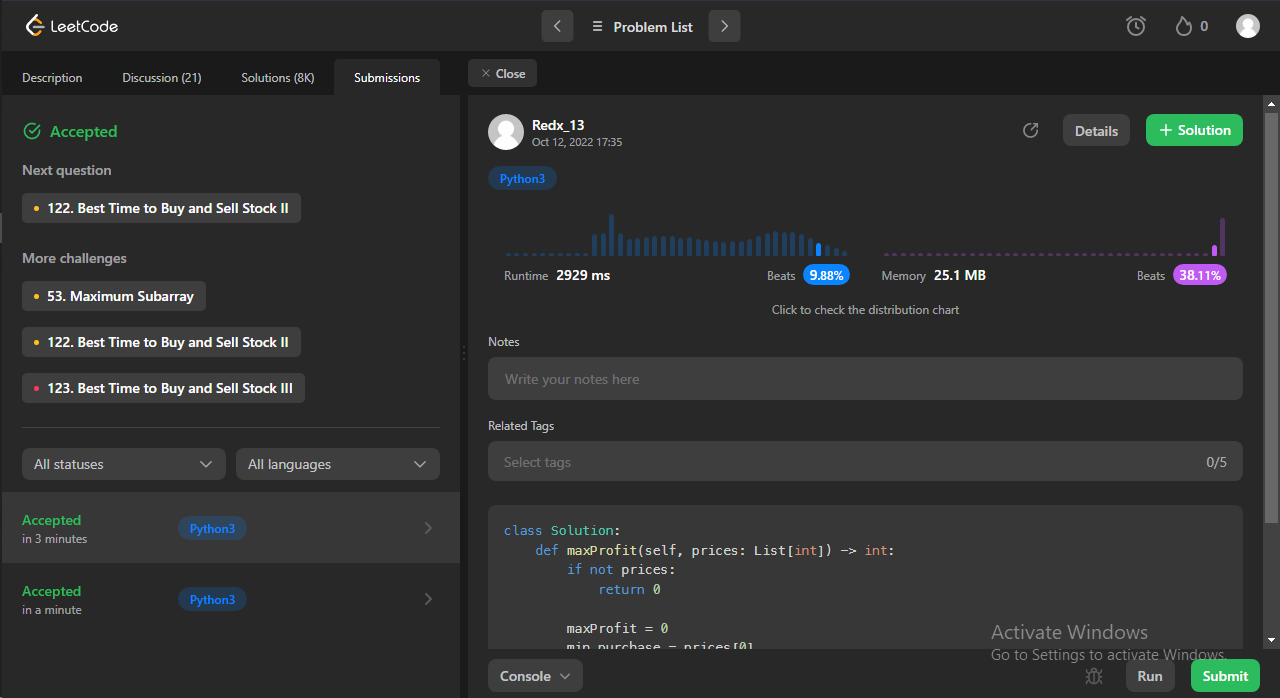 LeetCode
Problem List
0
Description
Discussion (21)
Solutions (8K)
Submissions
Close
Accepted
Next question
122. Best Time to Buy and Sell Stock II
More challenges
53. Maximum Subarray
122. Best Time to Buy and Sell Stock II
123. Best Time to Buy and Sell Stock III
All statuses
All languages
Accepted
in 3 minutes
Python3
Accepted
in a minute
Python3
Redx_13
Oct 12, 2022 17:35
Details
+ Solution
Python3
Runtime 2929 ms
Beats 9.88%
Memory 25.1 MB
Beats 38.11%
Click to check the distribution chart
Notes
Write your notes here
Related Tags
Select tags
0/5
class Solution:
    def maxProfit(self, prices: List[int]) -> int:
        if not prices:
            return 0
        maxProfit = 0
        min_purchase = prices[0]
Activate Windows
Go to Settings to activate Windows.
Console
Run
Submit